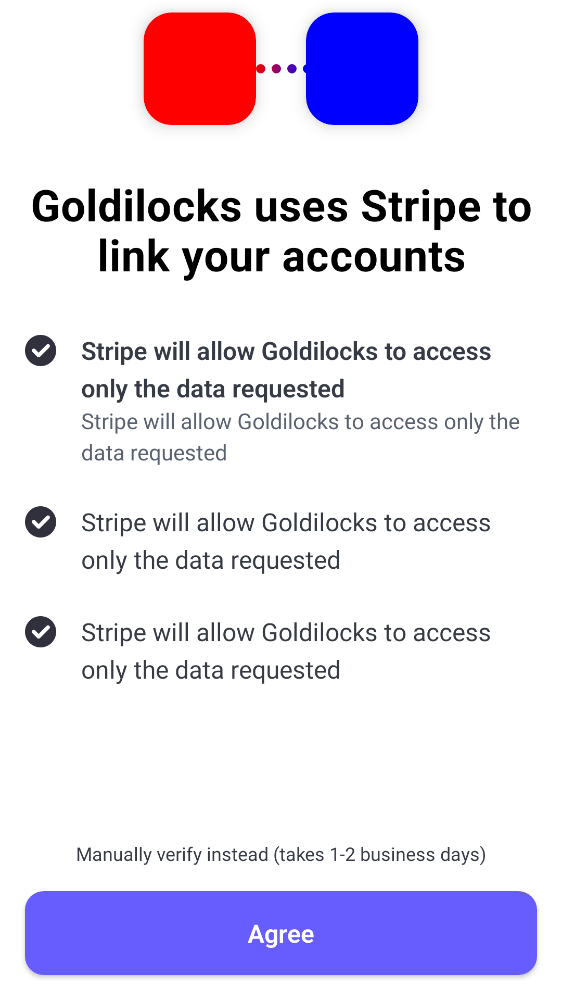 Goldilocks uses Stripe to
link your accounts
Stripe will allow Goldilocks to access
only the data requested
Stripe will allow Goldilocks to access only the
data requested
Stripe will allow Goldilocks to access
only the data requested
Stripe will allow Goldilocks to access
only the data requested
Manually verify instead (takes 1-2 business days)
Agree